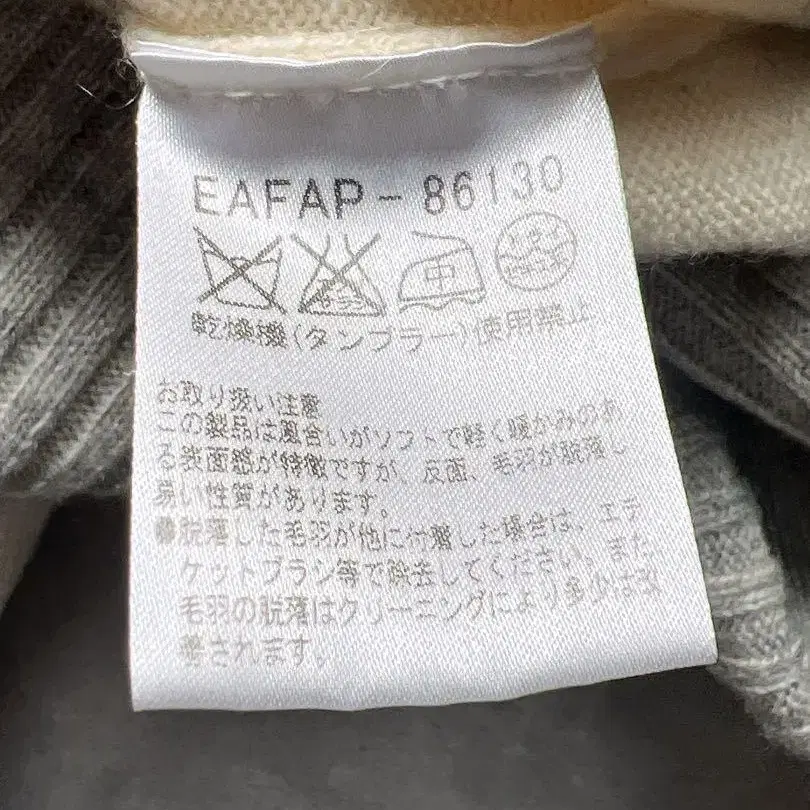 EAFAP-86130
中
乾燥機(タンブラー)使用禁止
お取り扱い注意
この製品は風合いがソフトで軽く暖かみのあ
る表面感が特徴ですが、反面、毛羽が脱落し
易い性質があります。
●脱落した毛羽が他に付着した場合は、エチ
ケットブラシ等で除去してください。また、
毛羽の脱落はクリーニングにより多少は改
善されます。